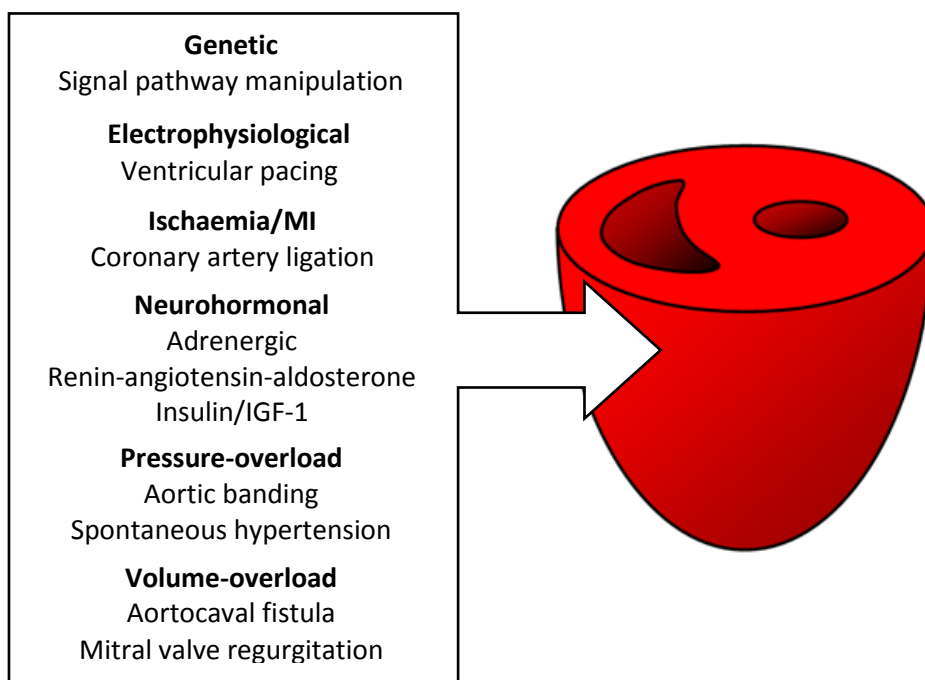 Genetic
Signal pathway manipulation
Electrophysiological
Ventricular pacing
Ischaemia/MI
Coronary artery ligation
Neurohormonal
Adrenergic
Renin-angiotensin-aldosterone
Insulin/IGF-1
Pressure-overload
Aortic banding
Spontaneous hypertension
Volume-overload
Aortocaval fistula
Mitral valve regurgitation